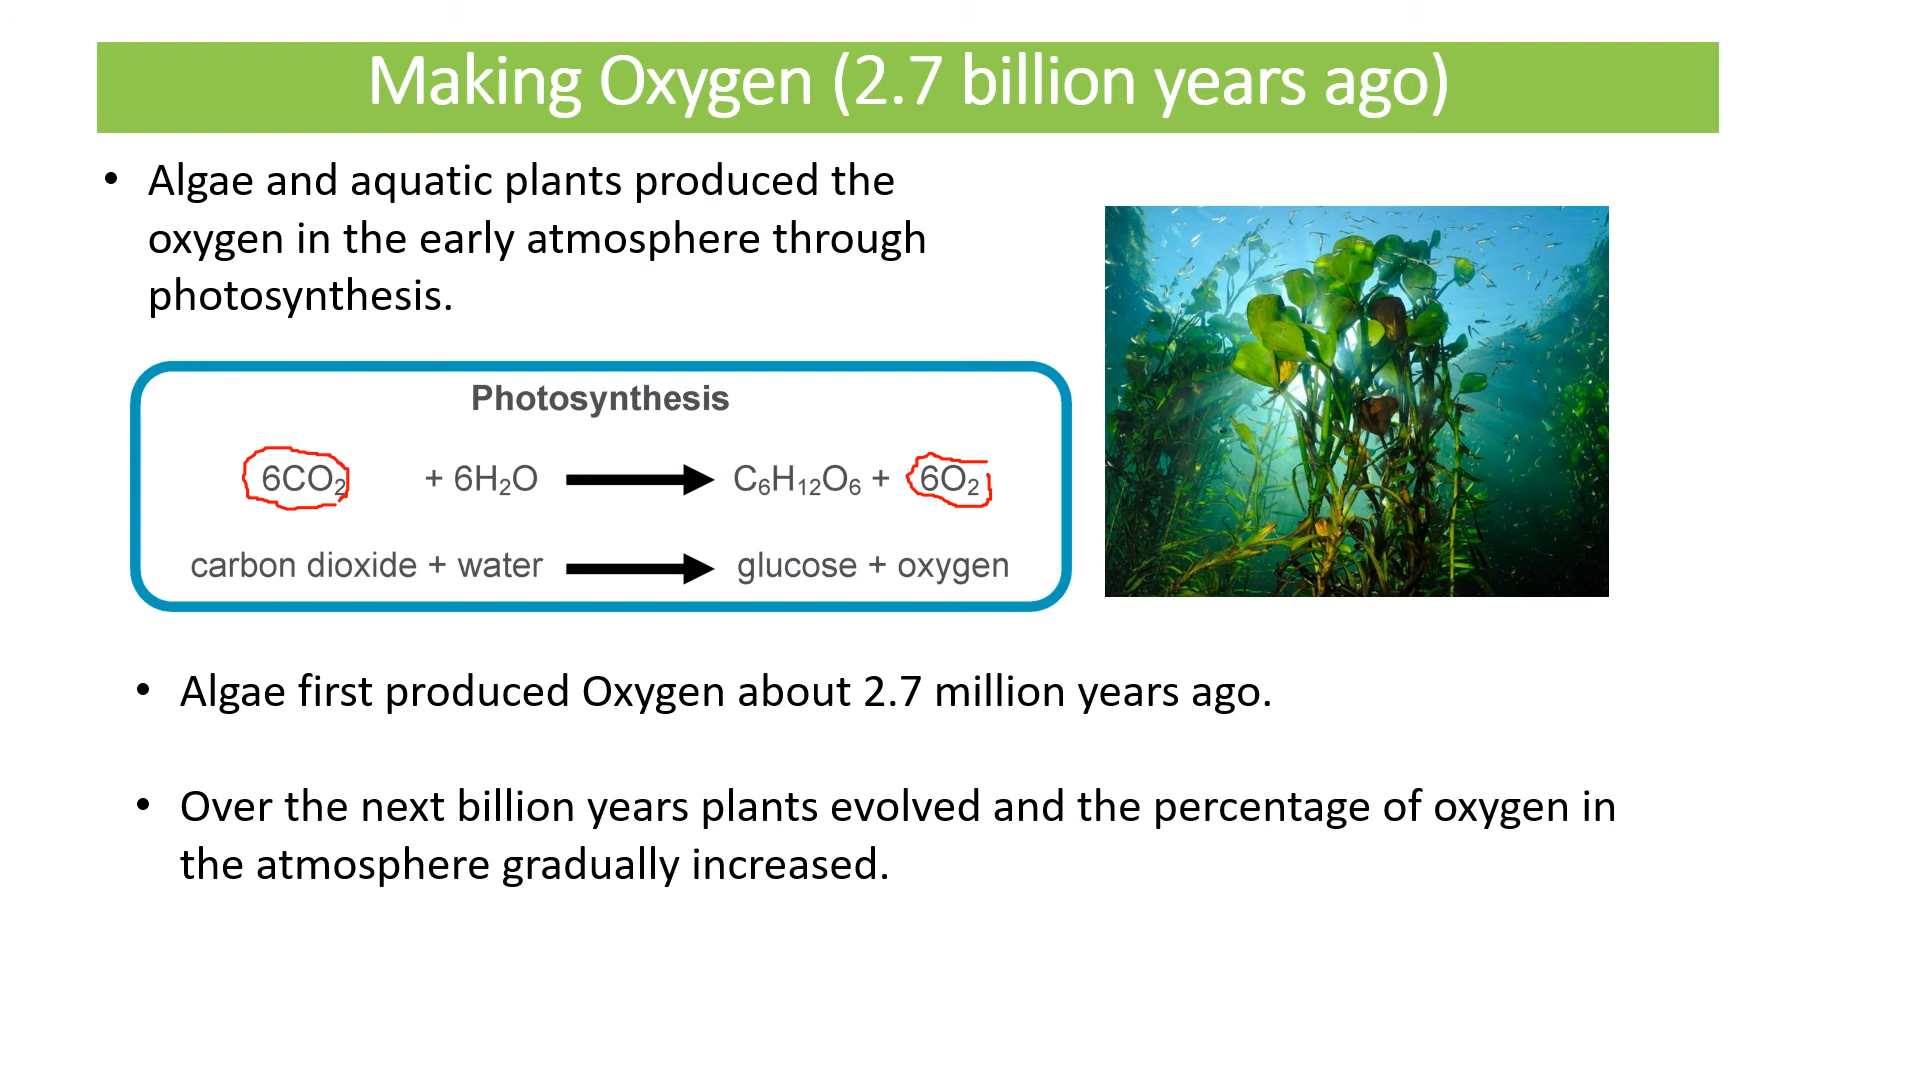 Making Oxygen (2.7 billion years ago)
• Algae and aquatic plants produced the
oxygen in the early atmosphere through
photosynthesis.
Photosynthesis
6CO₂ + 6H₂O → C₆H₁₂O₆ + 6O₂
carbon dioxide + water → glucose + oxygen
• Algae first produced Oxygen about 2.7 million years ago.
• Over the next billion years plants evolved and the percentage of oxygen in
the atmosphere gradually increased.